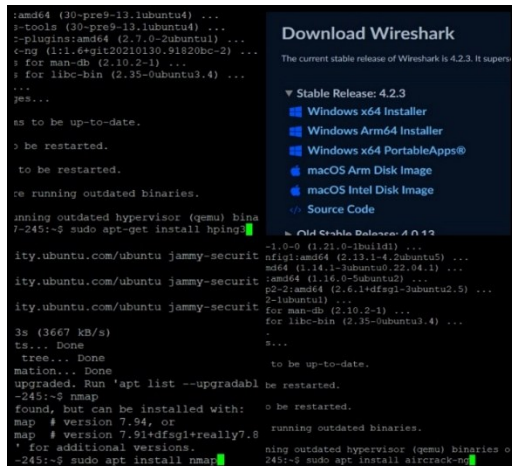 :amd64 (30~pre9-13.1ubuntu4) ...
s-tools (30~pre9-13.1ubuntu4) ...
c-plugins:amd64 (2.7.0-2ubuntu1) ...
k-ng (1:1.6+git20210130.91820bc-2) ...
s for man-db (2.10.2-1) ...
s for libc-bin (2.35-0ubuntu3.4) ...
...
ges...
ms to be up-to-date.
o be restarted.
to be restarted.
re running outdated binaries.
unning outdated hypervisor (qemu) bina
7-245:~$ sudo apt-get install hping3
Download Wireshark
The current stable release of Wireshark is 4.2.3. It supers
▼ Stable Release: 4.2.3
Windows x64 Installer
Windows Arm64 Installer
Windows x64 PortableApps®
macOS Arm Disk Image
macOS Intel Disk Image
Source Code
▶ Old Stable Release: 4.0.13
ity.ubuntu.com/ubuntu jammy-securit
ity.ubuntu.com/ubuntu jammy-securit
ity.ubuntu.com/ubuntu jammy-securit
3s (3667 kB/s)
ts... Done
tree... Done
mation... Done
upgraded. Run 'apt list --upgradabl
-245:~$ nmap
found, but can be installed with:
map # version 7.94, or
map # version 7.91+dfsg1+really7.8
' for additional versions.
-245:~$ sudo apt install nmap
-1.0-0 (1.21.0-1build1) ...
nfig1:amd64 (2.13.1-4.2ubuntu5) ...
md64 (1.14.1-3ubuntu0.22.04.1) ...
:amd64 (1.16.0-5ubuntu2) ...
p2-2:amd64 (2.6.1+dfsg1-3ubuntu2.5) ...
2-1ubuntu1) ...
for man-db (2.10.2-1) ...
for libc-bin (2.35-0ubuntu3.4) ...
.
s...
to be up-to-date.
be restarted.
o be restarted.
running outdated binaries.
ning outdated hypervisor (qemu) binaries o
245:~$ sudo apt install aircrack-ng